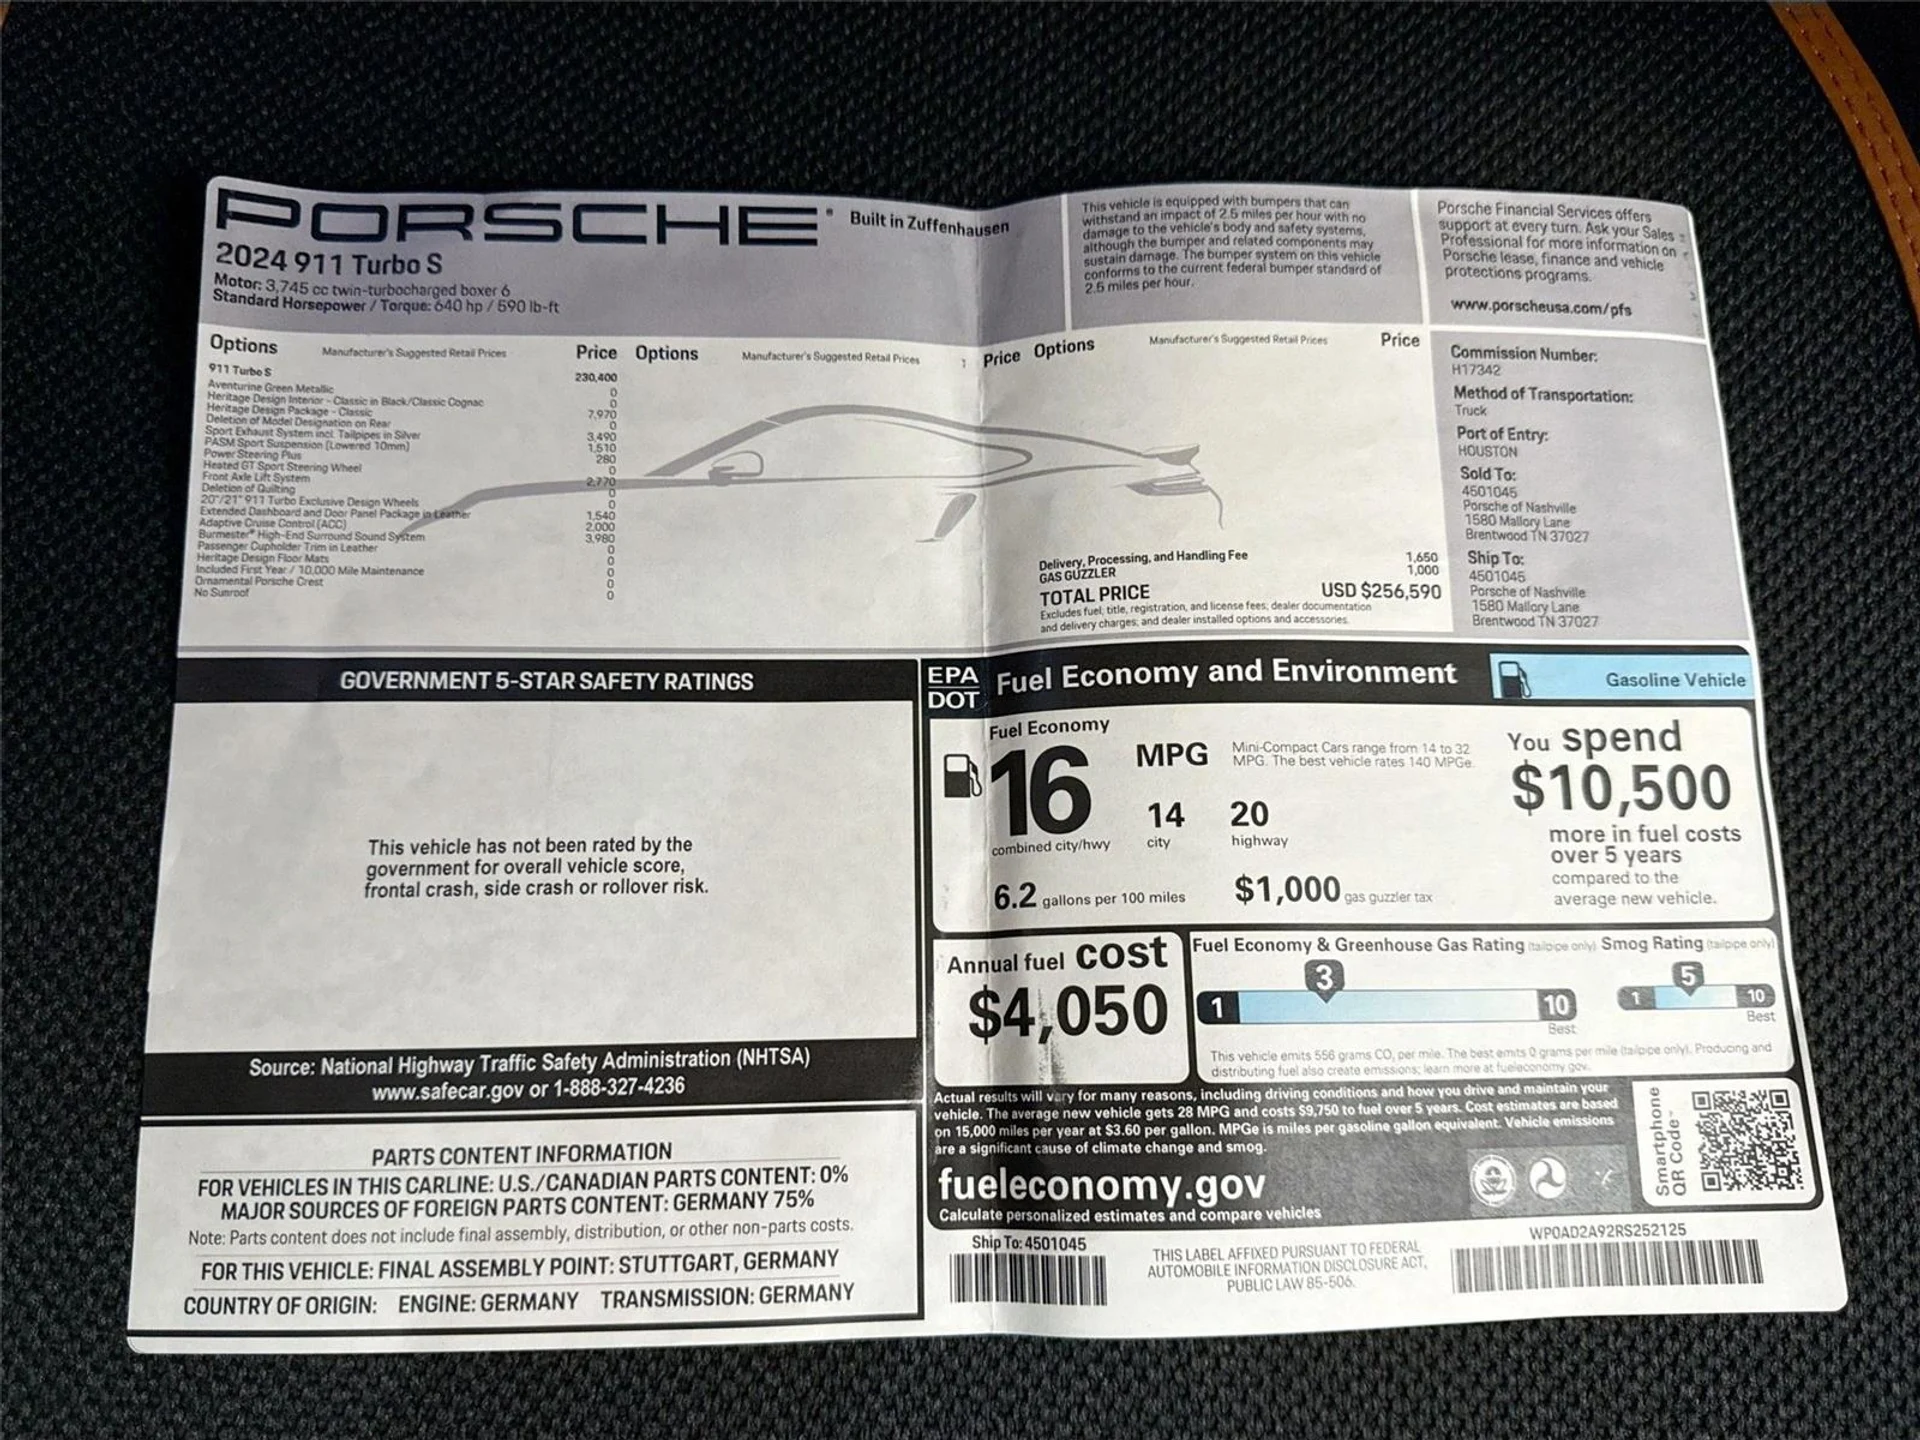 PORSCHE® Built in Zuffenhausen
2024 911 Turbo S
Motor: 3,745 cc twin-turbocharged boxer 6
Standard Horsepower / Torque: 640 hp / 590 lb-ft
This vehicle is equipped with bumpers that can
withstand an impact of 2.5 miles per hour with no
damage to the vehicle's body and safety systems,
although the bumper and related components may
sustain damage. The bumper system on this vehicle
conforms to the current federal bumper standard of
2.5 miles per hour.
Porsche Financial Services offers
support at every turn. Ask your Sales
Professional for more information on
Porsche lease, finance and vehicle
protections programs.
www.porscheusa.com/pfs
Options Manufacturer's Suggested Retail Prices Price Options Manufacturer's Suggested Retail Prices Price Options Manufacturer's Suggested Retail Prices Price
911 Turbo S 230,400
Aventurine Green Metallic 0
Heritage Design Interior - Classic in Black/Classic Cognac 0
Heritage Design Package - Classic 7,970
Deletion of Model Designation on Rear 0
Sport Exhaust System incl. Tailpipes in Silver 3,490
PASM Sport Suspension (Lowered 10mm) 1,510
Power Steering Plus 280
Heated GT Sport Steering Wheel 0
Front Axle Lift System 2,770
Deletion of Quilting 0
20"/21" 911 Turbo Exclusive Design Wheels 0
Extended Dashboard and Door Panel Package in Leather 1,540
Adaptive Cruise Control (ACC) 2,000
Burmester® High-End Surround Sound System 3,980
Passenger Cupholder Trim in Leather 0
Heritage Design Floor Mats 0
Included First Year / 10,000 Mile Maintenance 0
Ornamental Porsche Crest 0
No Sunroof 0
Delivery, Processing, and Handling Fee 1,650
GAS GUZZLER 1,000
TOTAL PRICE USD $256,590
Excludes fuel, title, registration, and license fees, dealer documentation
and delivery charges, and dealer installed options and accessories.
Commission Number:
H17342
Method of Transportation:
Truck
Port of Entry:
HOUSTON
Sold To:
4501045
Porsche of Nashville
1580 Mallory Lane
Brentwood TN 37027
Ship To:
4501045
Porsche of Nashville
1580 Mallory Lane
Brentwood TN 37027
GOVERNMENT 5-STAR SAFETY RATINGS
This vehicle has not been rated by the
government for overall vehicle score,
frontal crash, side crash or rollover risk.
Source: National Highway Traffic Safety Administration (NHTSA)
www.safecar.gov or 1-888-327-4236
PARTS CONTENT INFORMATION
FOR VEHICLES IN THIS CARLINE: U.S./CANADIAN PARTS CONTENT: 0%
MAJOR SOURCES OF FOREIGN PARTS CONTENT: GERMANY 75%
Note: Parts content does not include final assembly, distribution, or other non-parts costs.
FOR THIS VEHICLE: FINAL ASSEMBLY POINT: STUTTGART, GERMANY
COUNTRY OF ORIGIN: ENGINE: GERMANY TRANSMISSION: GERMANY
EPA
DOT
Fuel Economy and Environment
Gasoline Vehicle
Fuel Economy
16 MPG
combined city/hwy
14
city
20
highway
Mini-Compact Cars range from 14 to 32
MPG. The best vehicle rates 140 MPGe.
6.2 gallons per 100 miles
$1,000 gas guzzler tax
You spend
$10,500
more in fuel costs
over 5 years
compared to the
average new vehicle.
Annual fuel cost
$4,050
Fuel Economy & Greenhouse Gas Rating (tailpipe only) Smog Rating (tailpipe only)
3
1 10
Best
5
1 10
Best
This vehicle emits 556 grams CO2 per mile. The best emits 0 grams per mile (tailpipe only). Producing and
distributing fuel also create emissions; learn more at fueleconomy.gov.
Actual results will vary for many reasons, including driving conditions and how you drive and maintain your
vehicle. The average new vehicle gets 28 MPG and costs $9,750 to fuel over 5 years. Cost estimates are based
on 15,000 miles per year at $3.60 per gallon. MPGe is miles per gasoline gallon equivalent. Vehicle emissions
are a significant cause of climate change and smog.
fueleconomy.gov
Calculate personalized estimates and compare vehicles
Smartphone
QR Code™
Ship To: 4501045
THIS LABEL AFFIXED PURSUANT TO FEDERAL
AUTOMOBILE INFORMATION DISCLOSURE ACT,
PUBLIC LAW 85-506.
WP0AD2A92RS252125